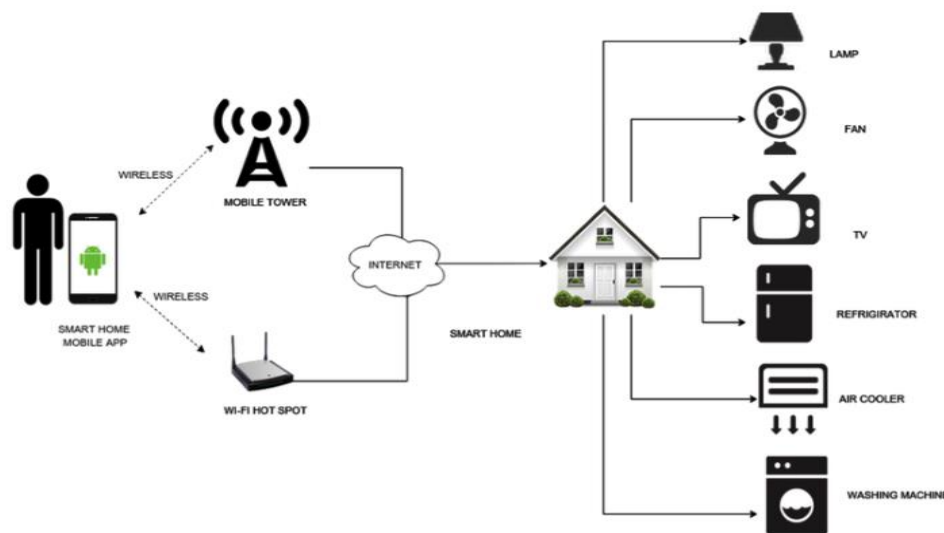 LAMP
FAN
WIRELESS
MOBILE TOWER
TV
INTERNET
WIRELESS
REFRIGIRATOR
SMART HOME
MOBILE APP
SMART HOME
WI-FI HOT SPOT
AIR COOLER
WASHING MACHINE